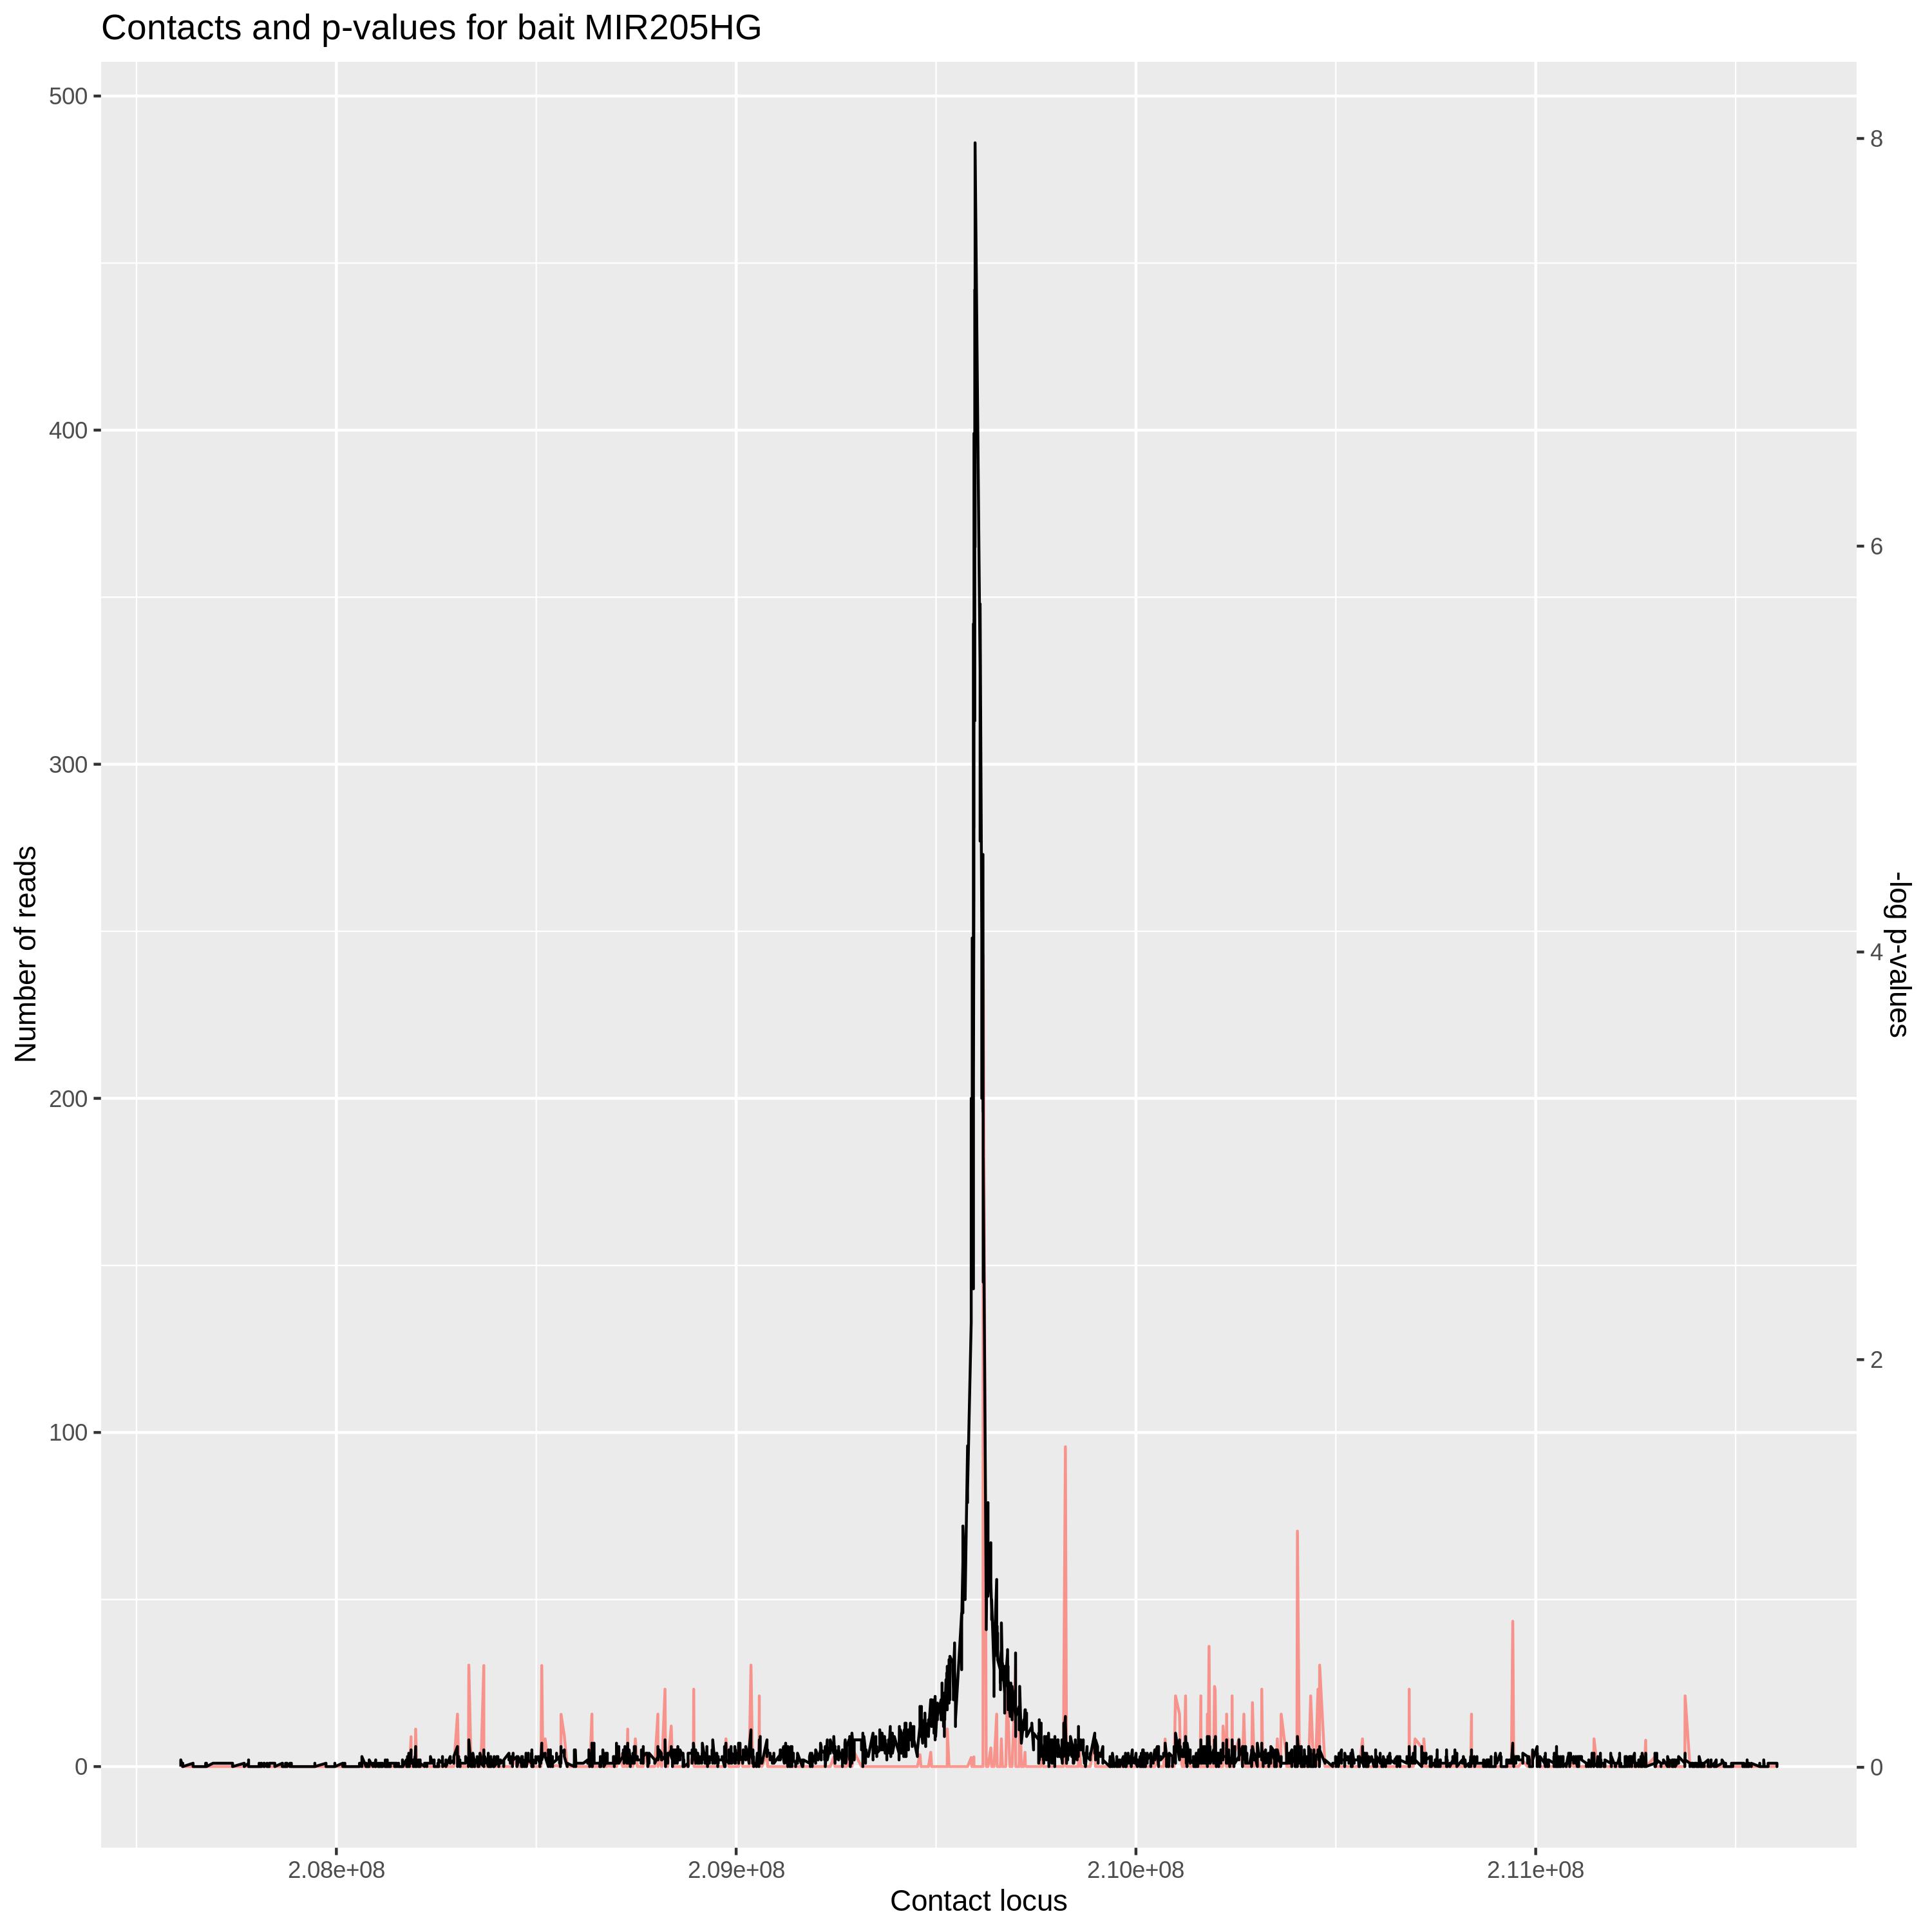 Contacts and p-values for bait MIR205HG
500
400
300
200
100
0
Number of reads
8
6
4
2
0
-log p-values
2.08e+08
2.09e+08
2.10e+08
2.11e+08
Contact locus